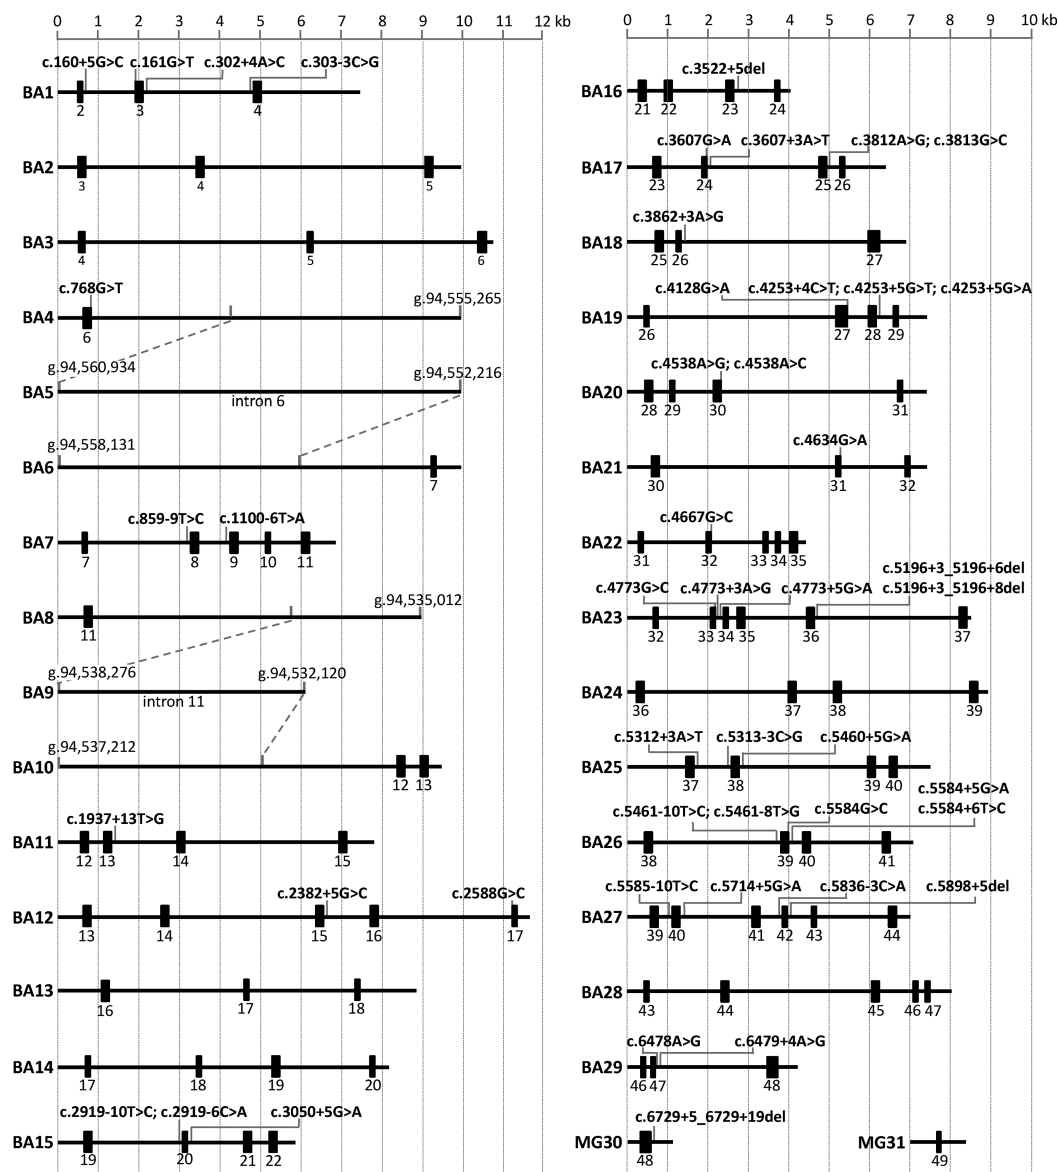 0 1 2 3 4 5 6 7 8 9 10 11 12 kb
c.160+5G>C c.161G>T c.302+4A>C c.303-3C>G
BA1
2 3 4
BA2
3 4 5
BA3
4 5 6
c.768G>T g.94,555,265
BA4
6
g.94,560,934 g.94,552,216
BA5
intron 6
g.94,558,131
BA6
7
c.859-9T>C c.1100-6T>A
BA7
7 8 9 10 11
g.94,535,012
BA8
11
g.94,538,276 g.94,532,120
BA9
intron 11
g.94,537,212
BA10
12 13
c.1937+13T>G
BA11
12 13 14 15
c.2382+5G>C c.2588G>C
BA12
13 14 15 16 17
BA13
16 17 18
BA14
17 18 19 20
c.2919-10T>C; c.2919-6C>A c.3050+5G>A
BA15
19 20 21 22
0 1 2 3 4 5 6 7 8 9 10 kb
c.3522+5del
BA16
21 22 23 24
c.3607G>A c.3607+3A>T c.3812A>G; c.3813G>C
BA17
23 24 25 26
c.3862+3A>G
BA18
25 26 27
c.4128G>A c.4253+4C>T; c.4253+5G>T; c.4253+5G>A
BA19
26 27 28 29
c.4538A>G; c.4538A>C
BA20
28 29 30 31
c.4634G>A
BA21
30 31 32
c.4667G>C
BA22
31 32 33 34 35
c.5196+3_5196+6del
c.4773G>C c.4773+3A>G c.4773+5G>A c.5196+3_5196+8del
BA23
32 33 34 35 36 37
BA24
36 37 38 39
c.5312+3A>T c.5313-3C>G c.5460+5G>A
BA25
37 38 39 40
c.5584+5G>A
c.5461-10T>C; c.5461-8T>G c.5584G>C c.5584+6T>C
BA26
38 39 40 41
c.5585-10T>C c.5714+5G>A c.5836-3C>A c.5898+5del
BA27
39 40 41 42 43 44
BA28
43 44 45 46 47
c.6478A>G c.6479+4A>G
BA29
46 47 48
c.6729+5_6729+19del
MG30 MG31
48 49